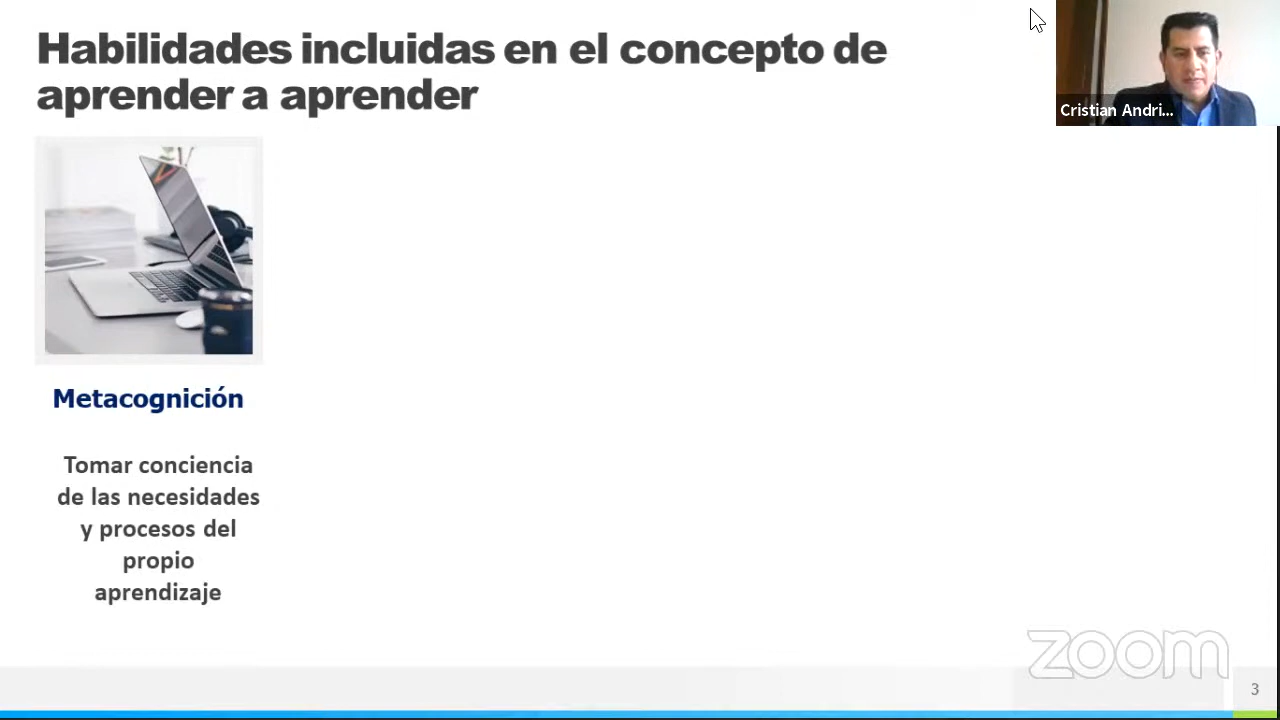 Habilidades incluidas en el concepto de
aprender a aprender
Cristian Andri...
Metacognición
Tomar conciencia
de las necesidades
y procesos del
propio
aprendizaje
zoom
3